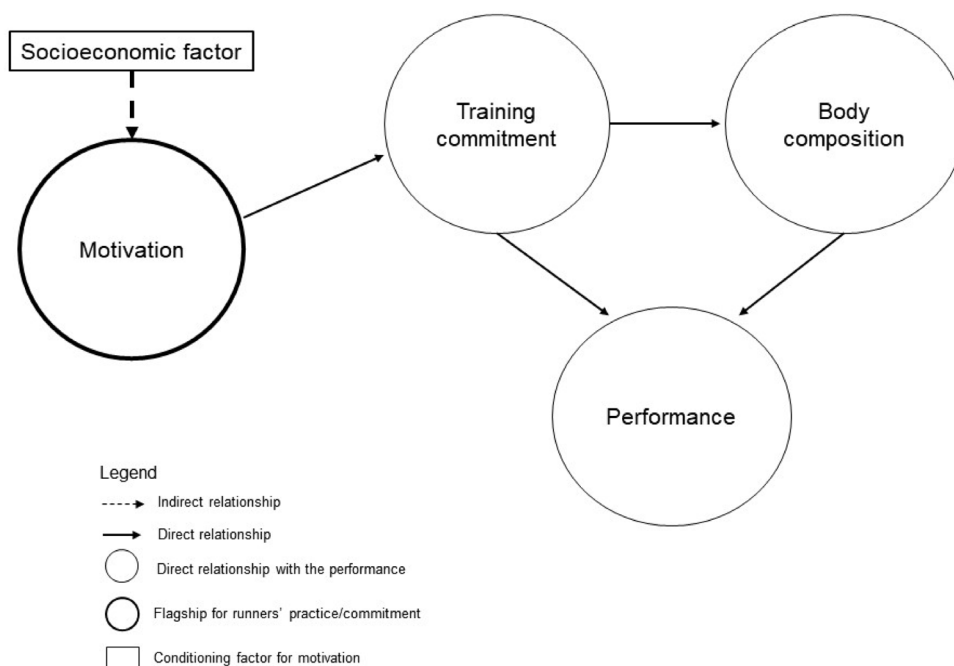 Socioeconomic factor
Training
commitment
Body
composition
Motivation
Performance
Legend
Indirect relationship
Direct relationship
Direct relationship with the performance
Flagship for runners' practice/commitment
Conditioning factor for motivation